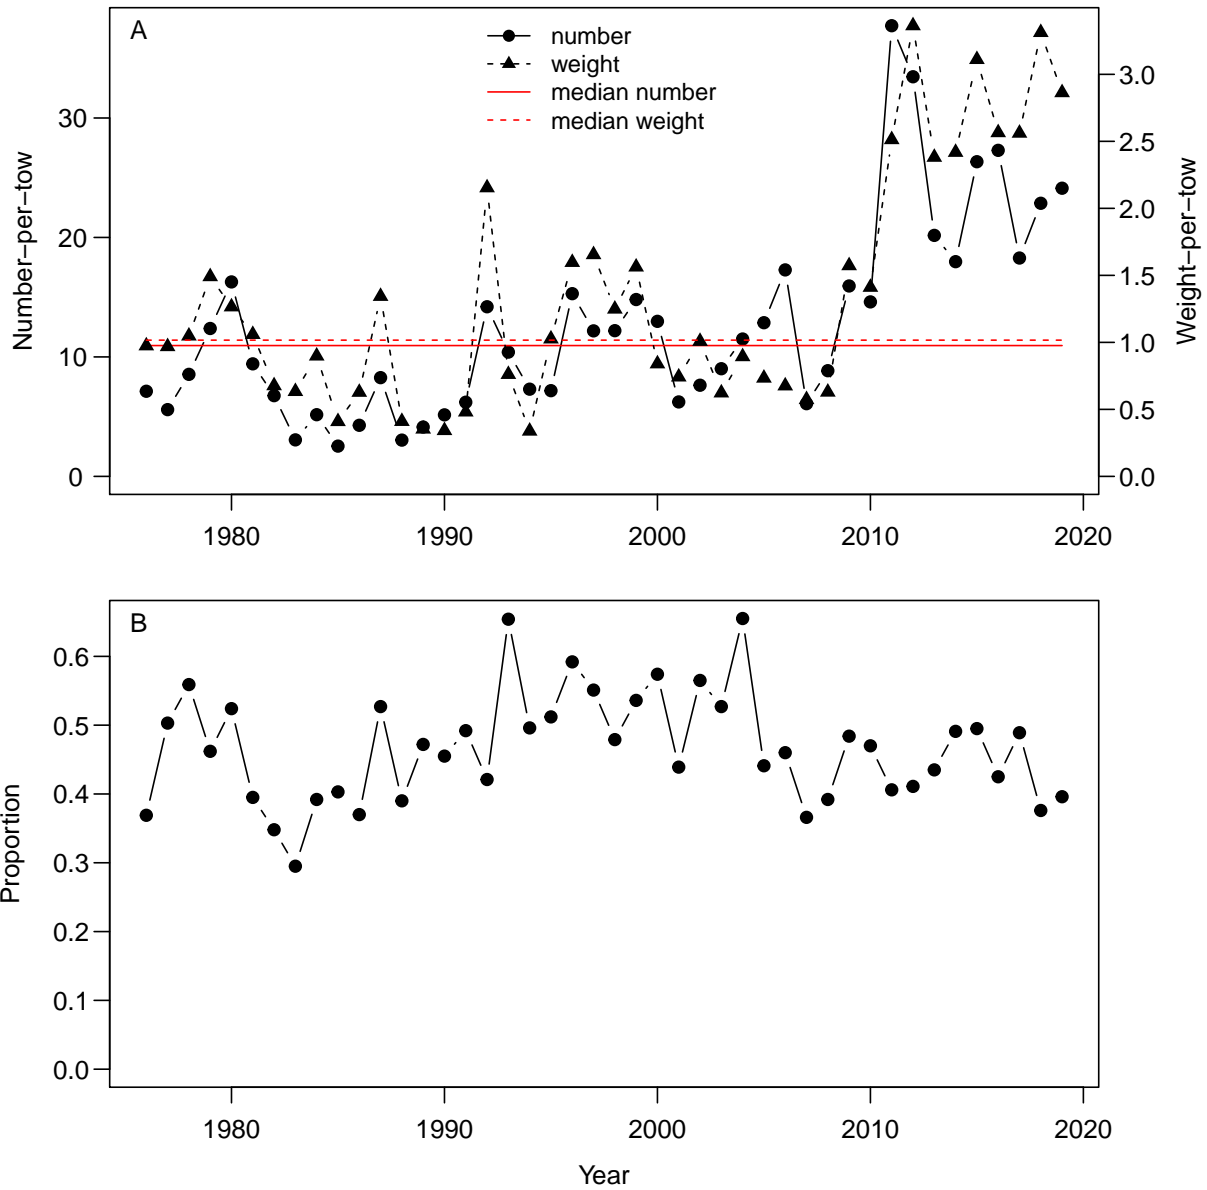 A
number
weight
median number
median weight
Number-per-tow
30
20
10
0
Weight-per-tow
3.0
2.5
2.0
1.5
1.0
0.5
0.0
1980 1990 2000 2010 2020
B
Proportion
0.6
0.5
0.4
0.3
0.2
0.1
0.0
1980 1990 2000 2010 2020
Year